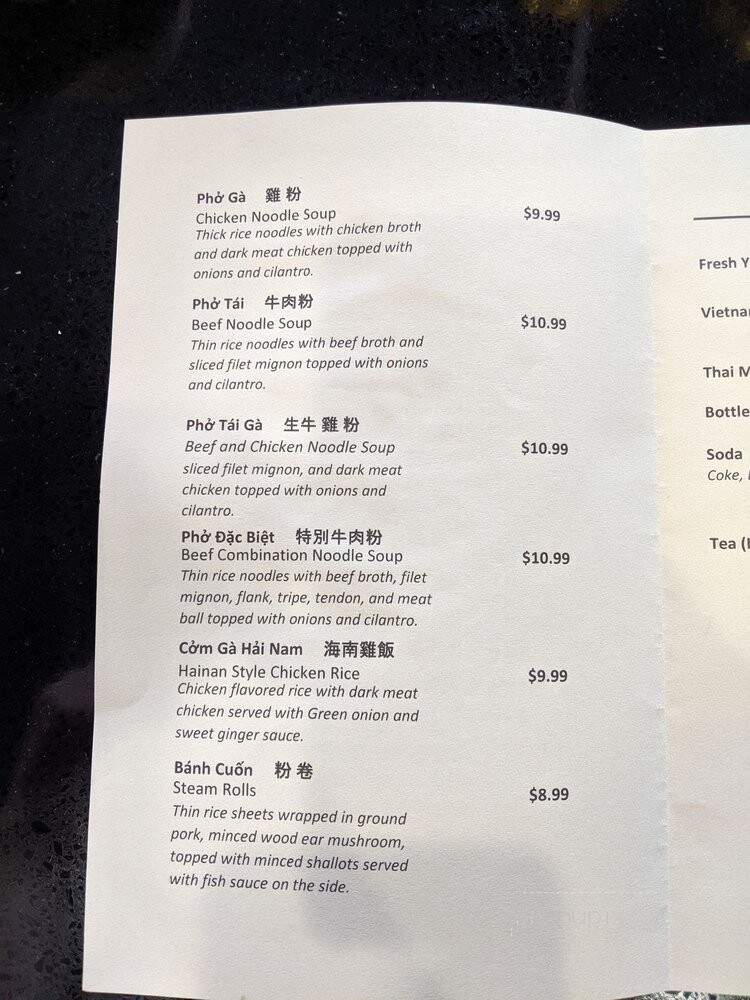 Phở Gà 雞 粉
Chicken Noodle Soup $9.99
Thick rice noodles with chicken broth
and dark meat chicken topped with
onions and cilantro.
Phở Tái 牛肉粉
Beef Noodle Soup $10.99
Thin rice noodles with beef broth and
sliced filet mignon topped with onions
and cilantro.
Phở Tái Gà 生牛 雞 粉
Beef and Chicken Noodle Soup $10.99
sliced filet mignon, and dark meat
chicken topped with onions and
cilantro.
Phở Đặc Biệt 特別牛肉粉
Beef Combination Noodle Soup $10.99
Thin rice noodles with beef broth, filet
mignon, flank, tripe, tendon, and meat
ball topped with onions and cilantro.
Cởm Gà Hải Nam 海南雞飯
Hainan Style Chicken Rice $9.99
Chicken flavored rice with dark meat
chicken served with Green onion and
sweet ginger sauce.
Bánh Cuốn 粉 卷
Steam Rolls $8.99
Thin rice sheets wrapped in ground
pork, minced wood ear mushroom,
topped with minced shallots served
with fish sauce on the side.
Fresh
Thai
Soda
Coke,
Tea